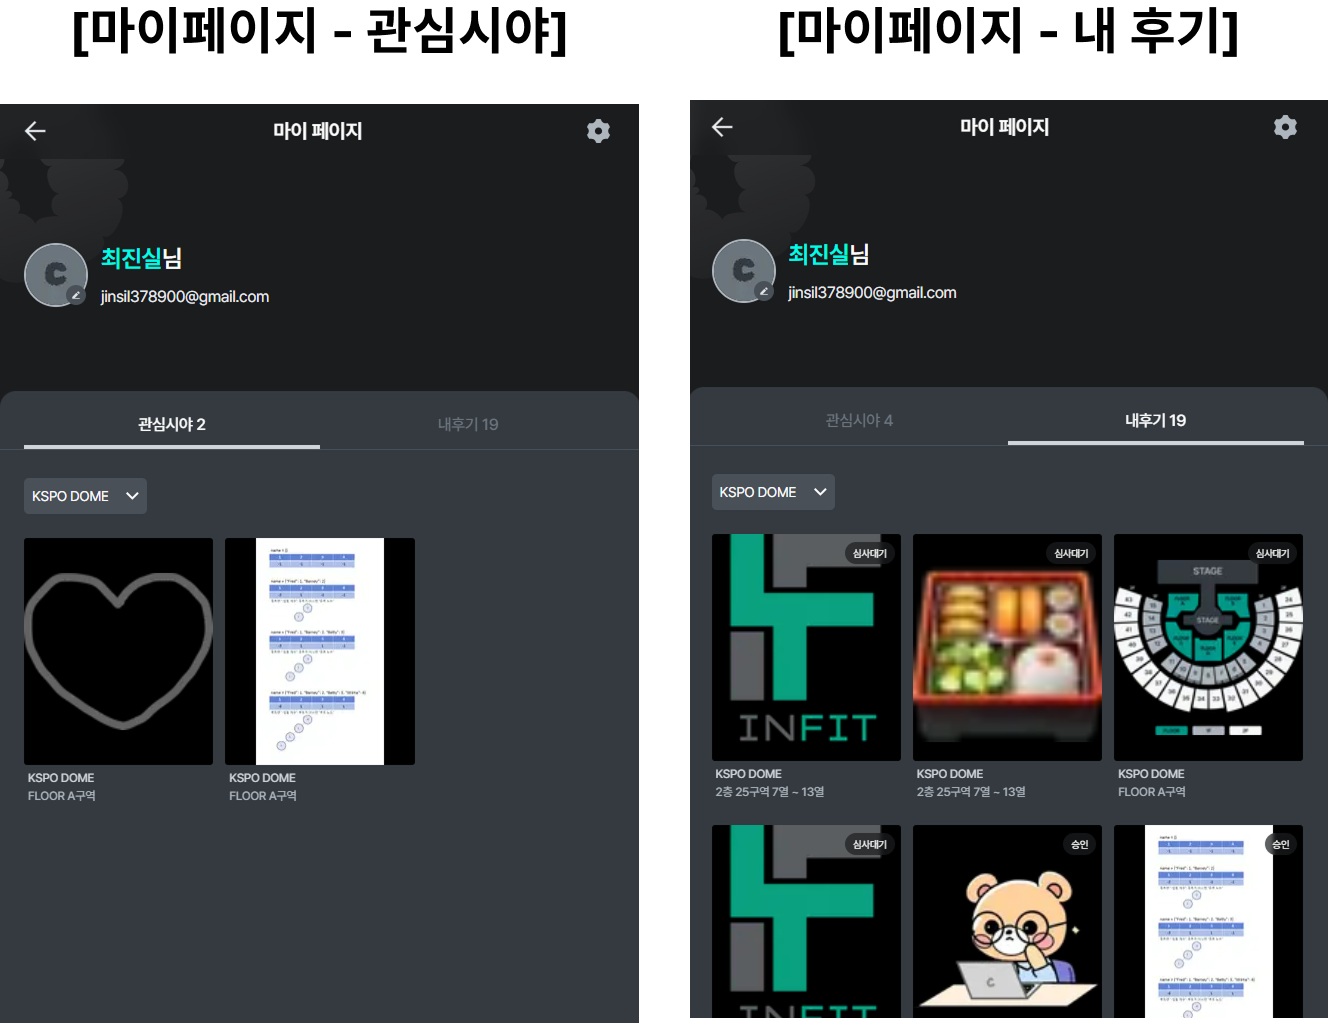 [마이페이지 - 관심시야]
마이 페이지
C
최진실님
jinsil378900@gmail.com
관심시야 2
내후기 19
KSPO DOME
KSPO DOME
FLOOR A구역
KSPO DOME
FLOOR A구역
[마이페이지 - 내 후기]
마이 페이지
C
최진실님
jinsil378900@gmail.com
관심시야 4
내후기 19
KSPO DOME
심사대기
INFIT
KSPO DOME
2층 25구역 7열 ~ 13열
심사대기
KSPO DOME
2층 25구역 7열 ~ 13열
심사대기
STAGE
STAGE
KSPO DOME
FLOOR A구역
심사대기
INFIT
승인
C
승인